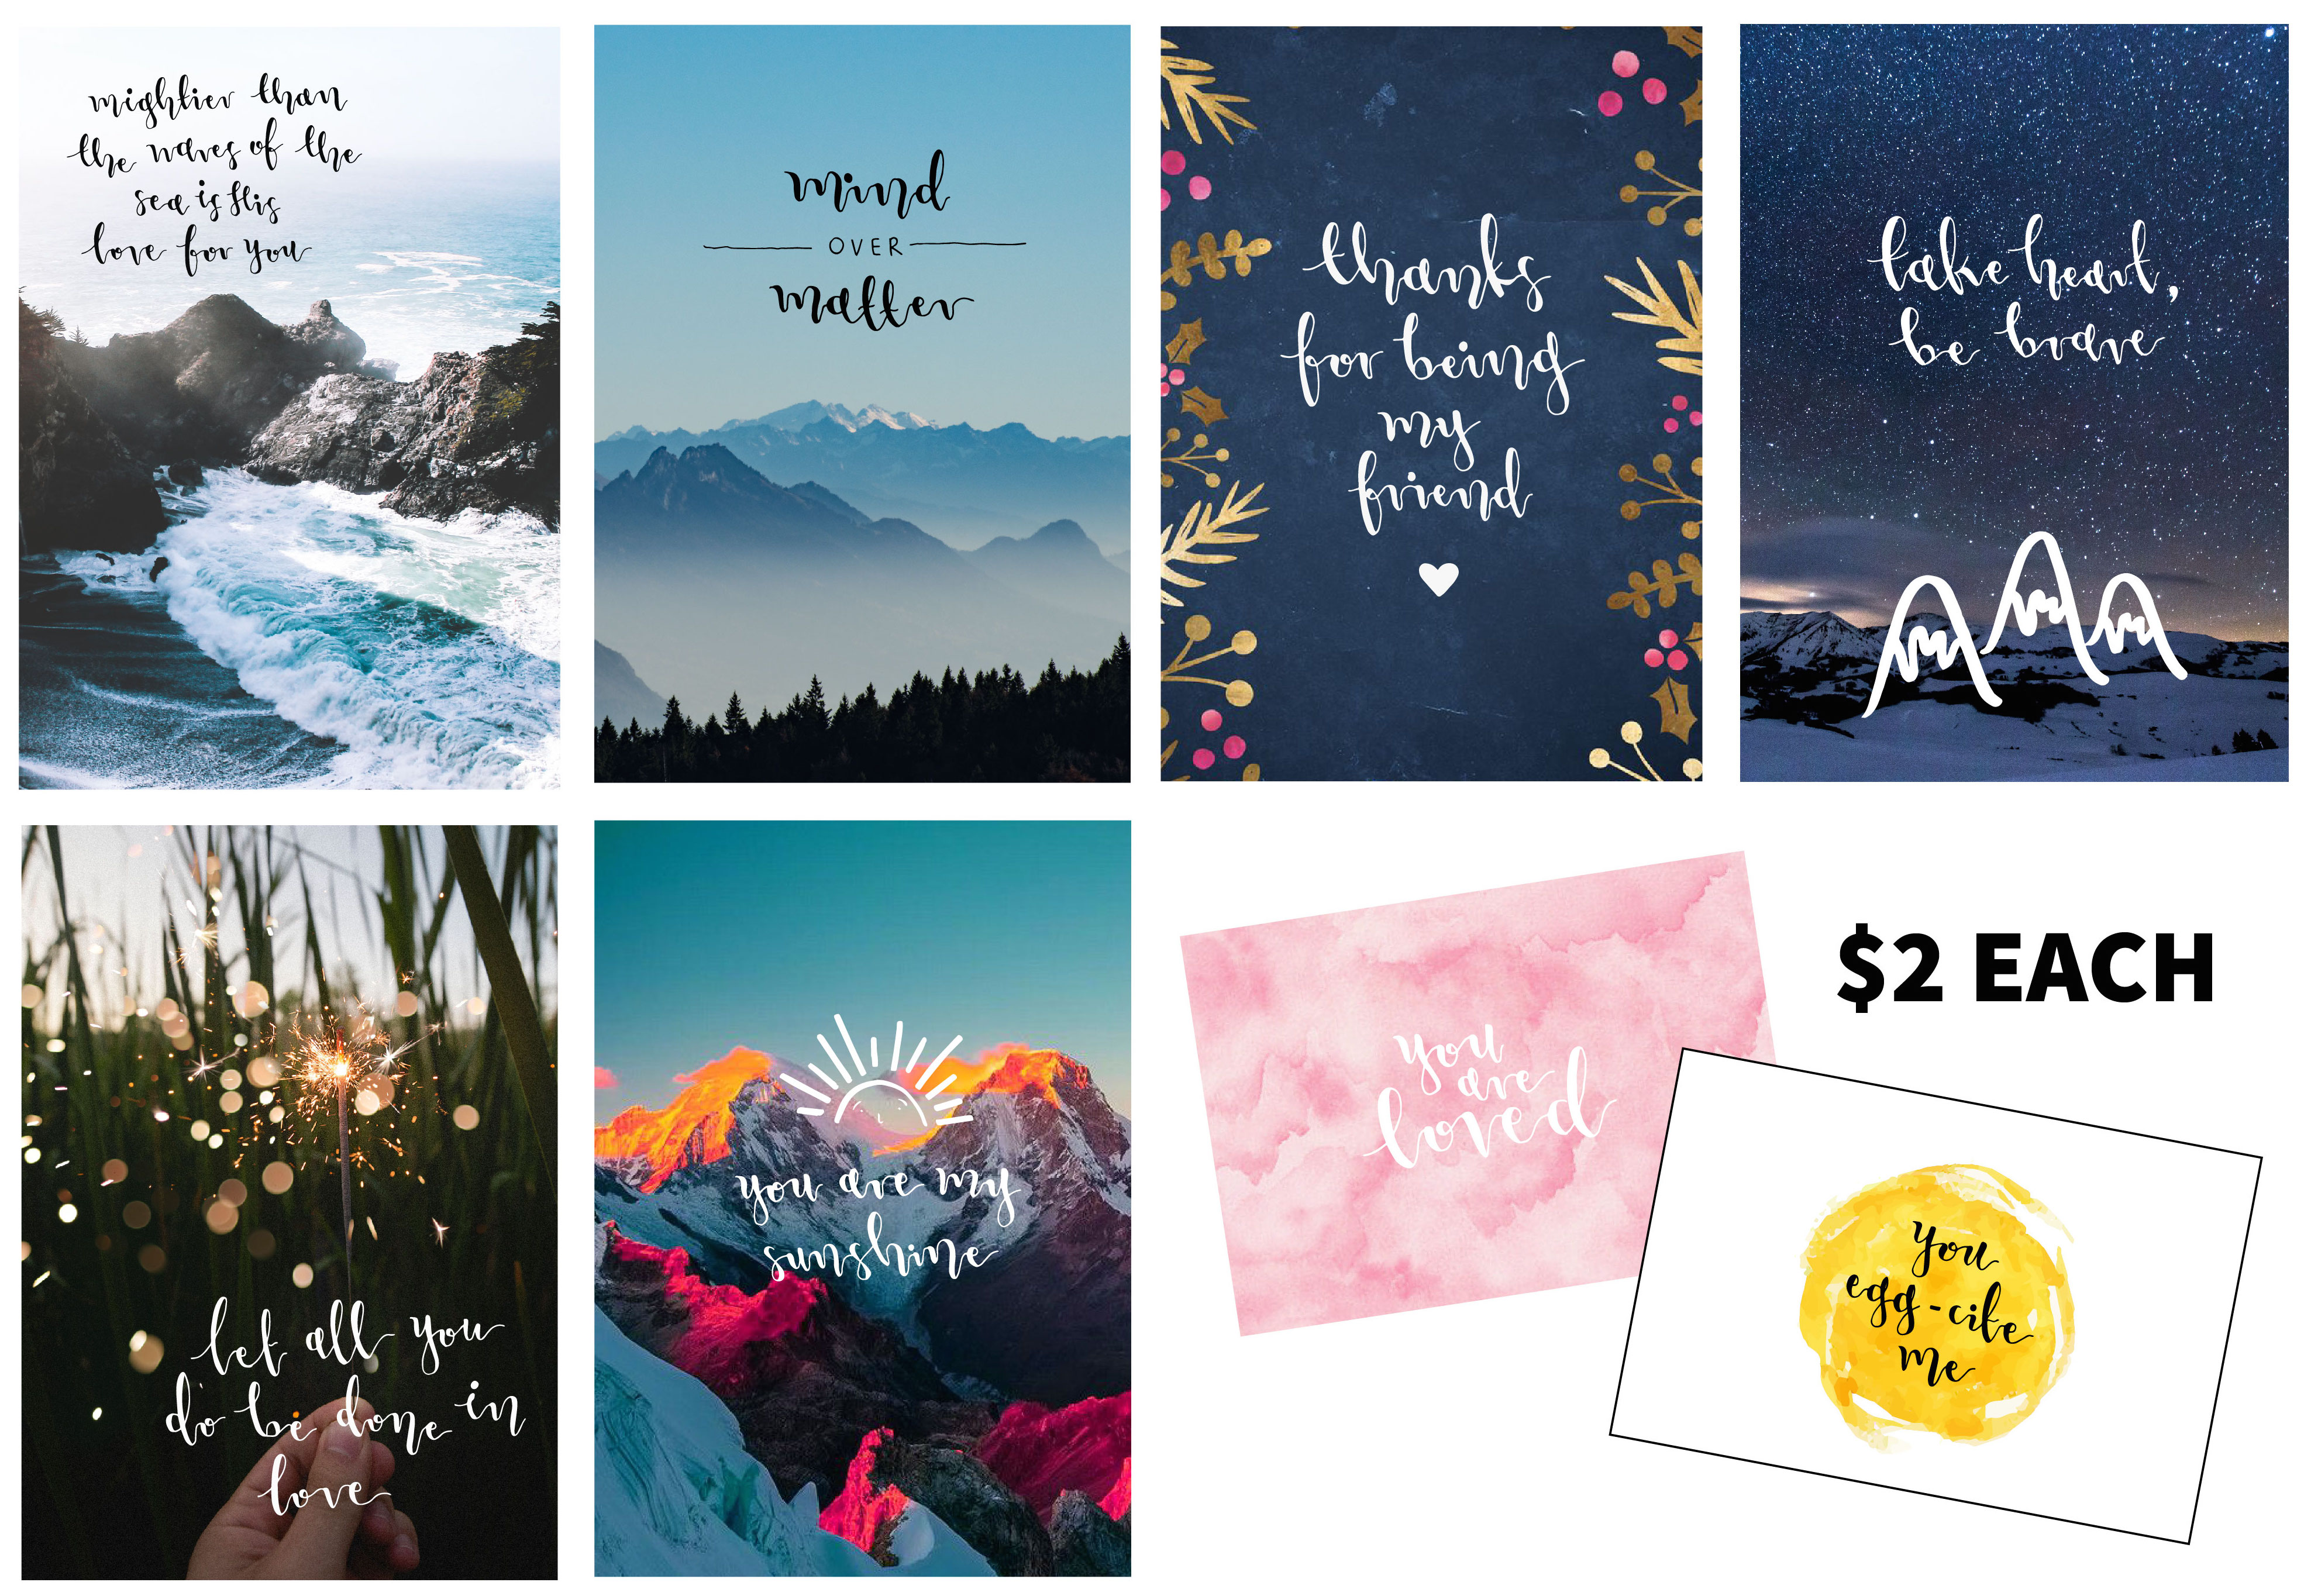 mightier than
the waves of the
sea is His
love for you
mind
OVER
matter
thanks
for being
my
friend
take heart,
be brave
let all you
do be done in
love
you are my
sunshine
you
are
loved
$2 EACH
you
egg-cite
me